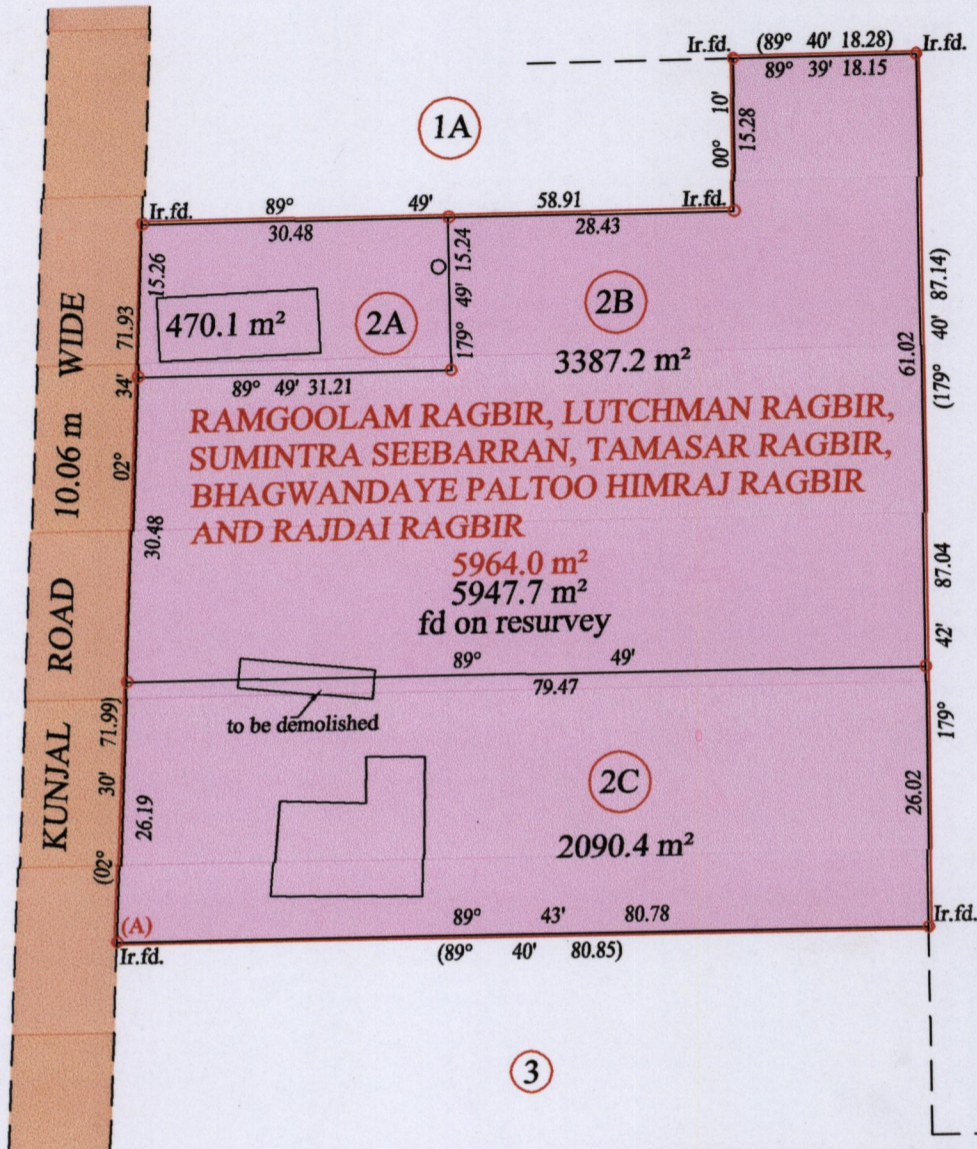 Ir.fd. (89° 40' 18.28) Ir.fd.
89° 39' 18.15
1A
00° 10'
15.28
Ir.fd. 89° 49' 58.91 Ir.fd.
30.48 28.43
15.26
179° 49' 15.24
470.1 m²
2A
2B
3387.2 m²
89° 49' 31.21
02° 34' 71.93
61.02
(179° 40' 87.14)
RAMGOOLAM RAGBIR, LUTCHMAN RAGBIR,
SUMINTRA SEEBARRAN, TAMASAR RAGBIR,
BHAGWANDAYE PALTOO HIMRAJ RAGBIR
AND RAJDAI RAGBIR
5964.0 m²
5947.7 m²
fd on resurvey
30.48
KUNJAL ROAD 10.06 m WIDE
179° 42' 87.04
89° 49'
79.47
to be demolished
(02° 30' 71.99)
26.19
2C
2090.4 m²
26.02
(A)
89° 43' 80.78
Ir.fd. (89° 40' 80.85) Ir.fd.
3